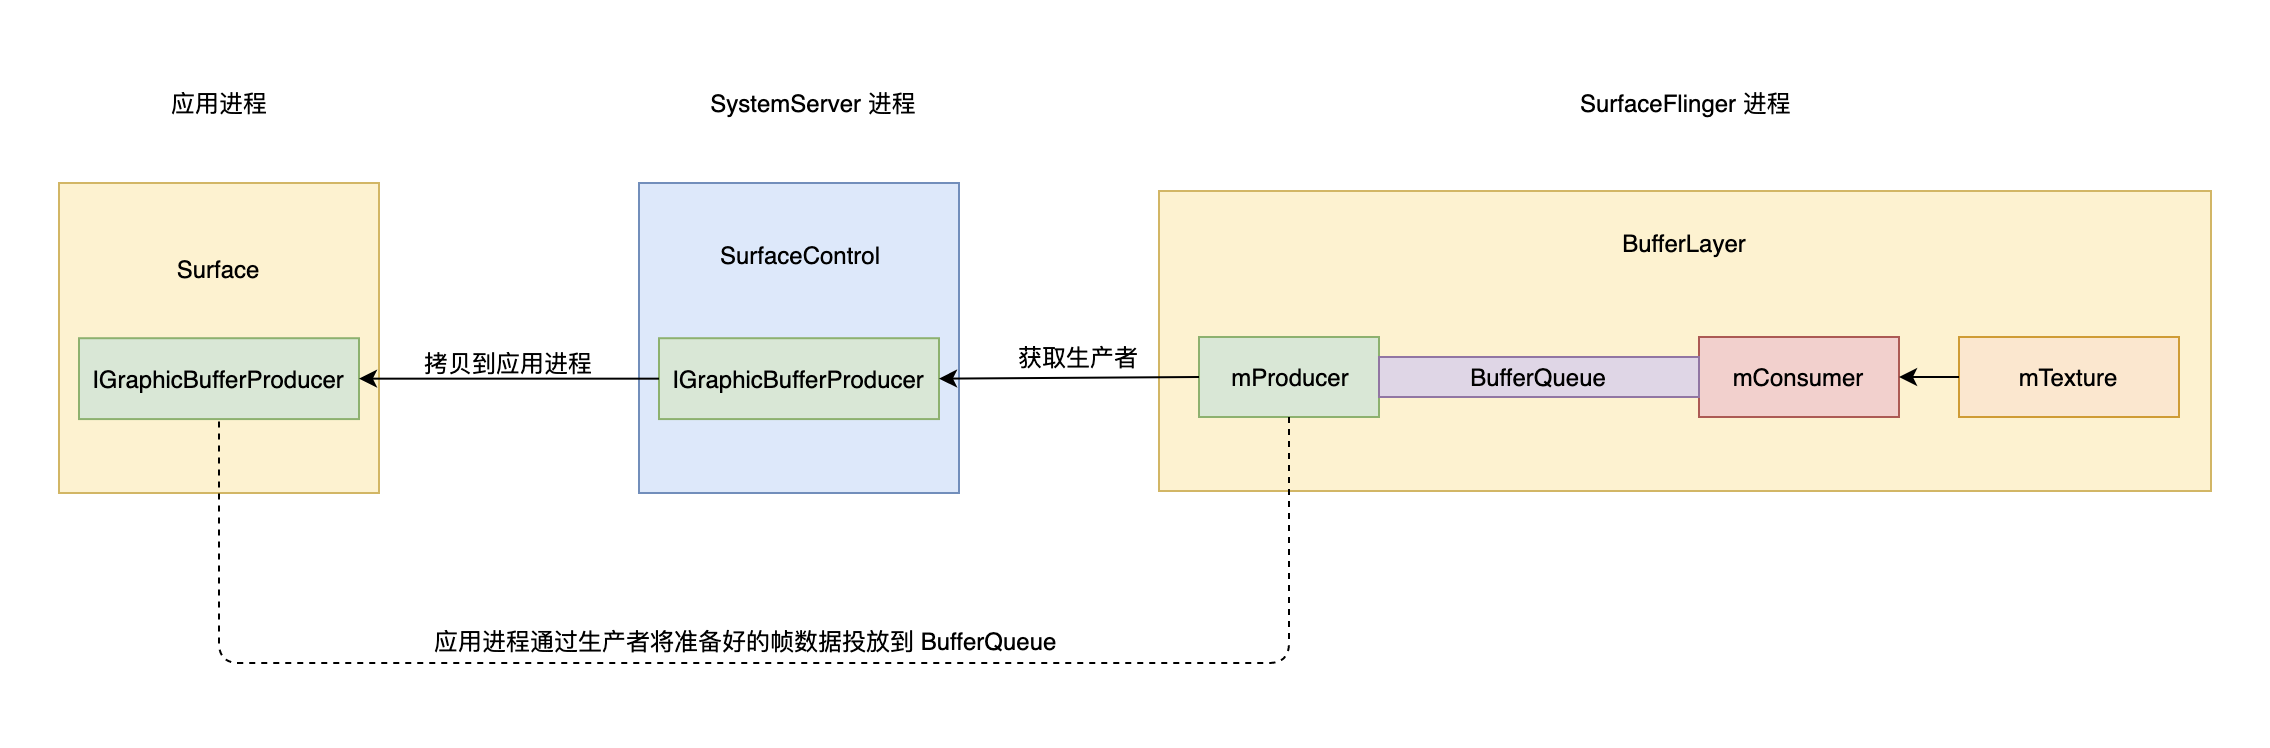 应用进程
SystemServer 进程
SurfaceFlinger 进程
Surface
SurfaceControl
BufferLayer
IGraphicBufferProducer
拷贝到应用进程
IGraphicBufferProducer
获取生产者
mProducer
BufferQueue
mConsumer
mTexture
应用进程通过生产者将准备好的帧数据投放到 BufferQueue